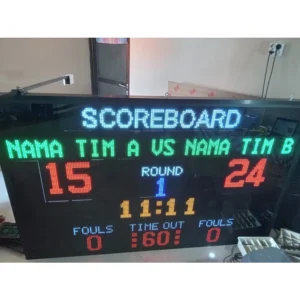 SCOREBOARD
NAMA TIM A VS NAMA TIM B
15 ROUND 24
1
11:11
FOULS TIME OUT FOULS
0 :60: 0